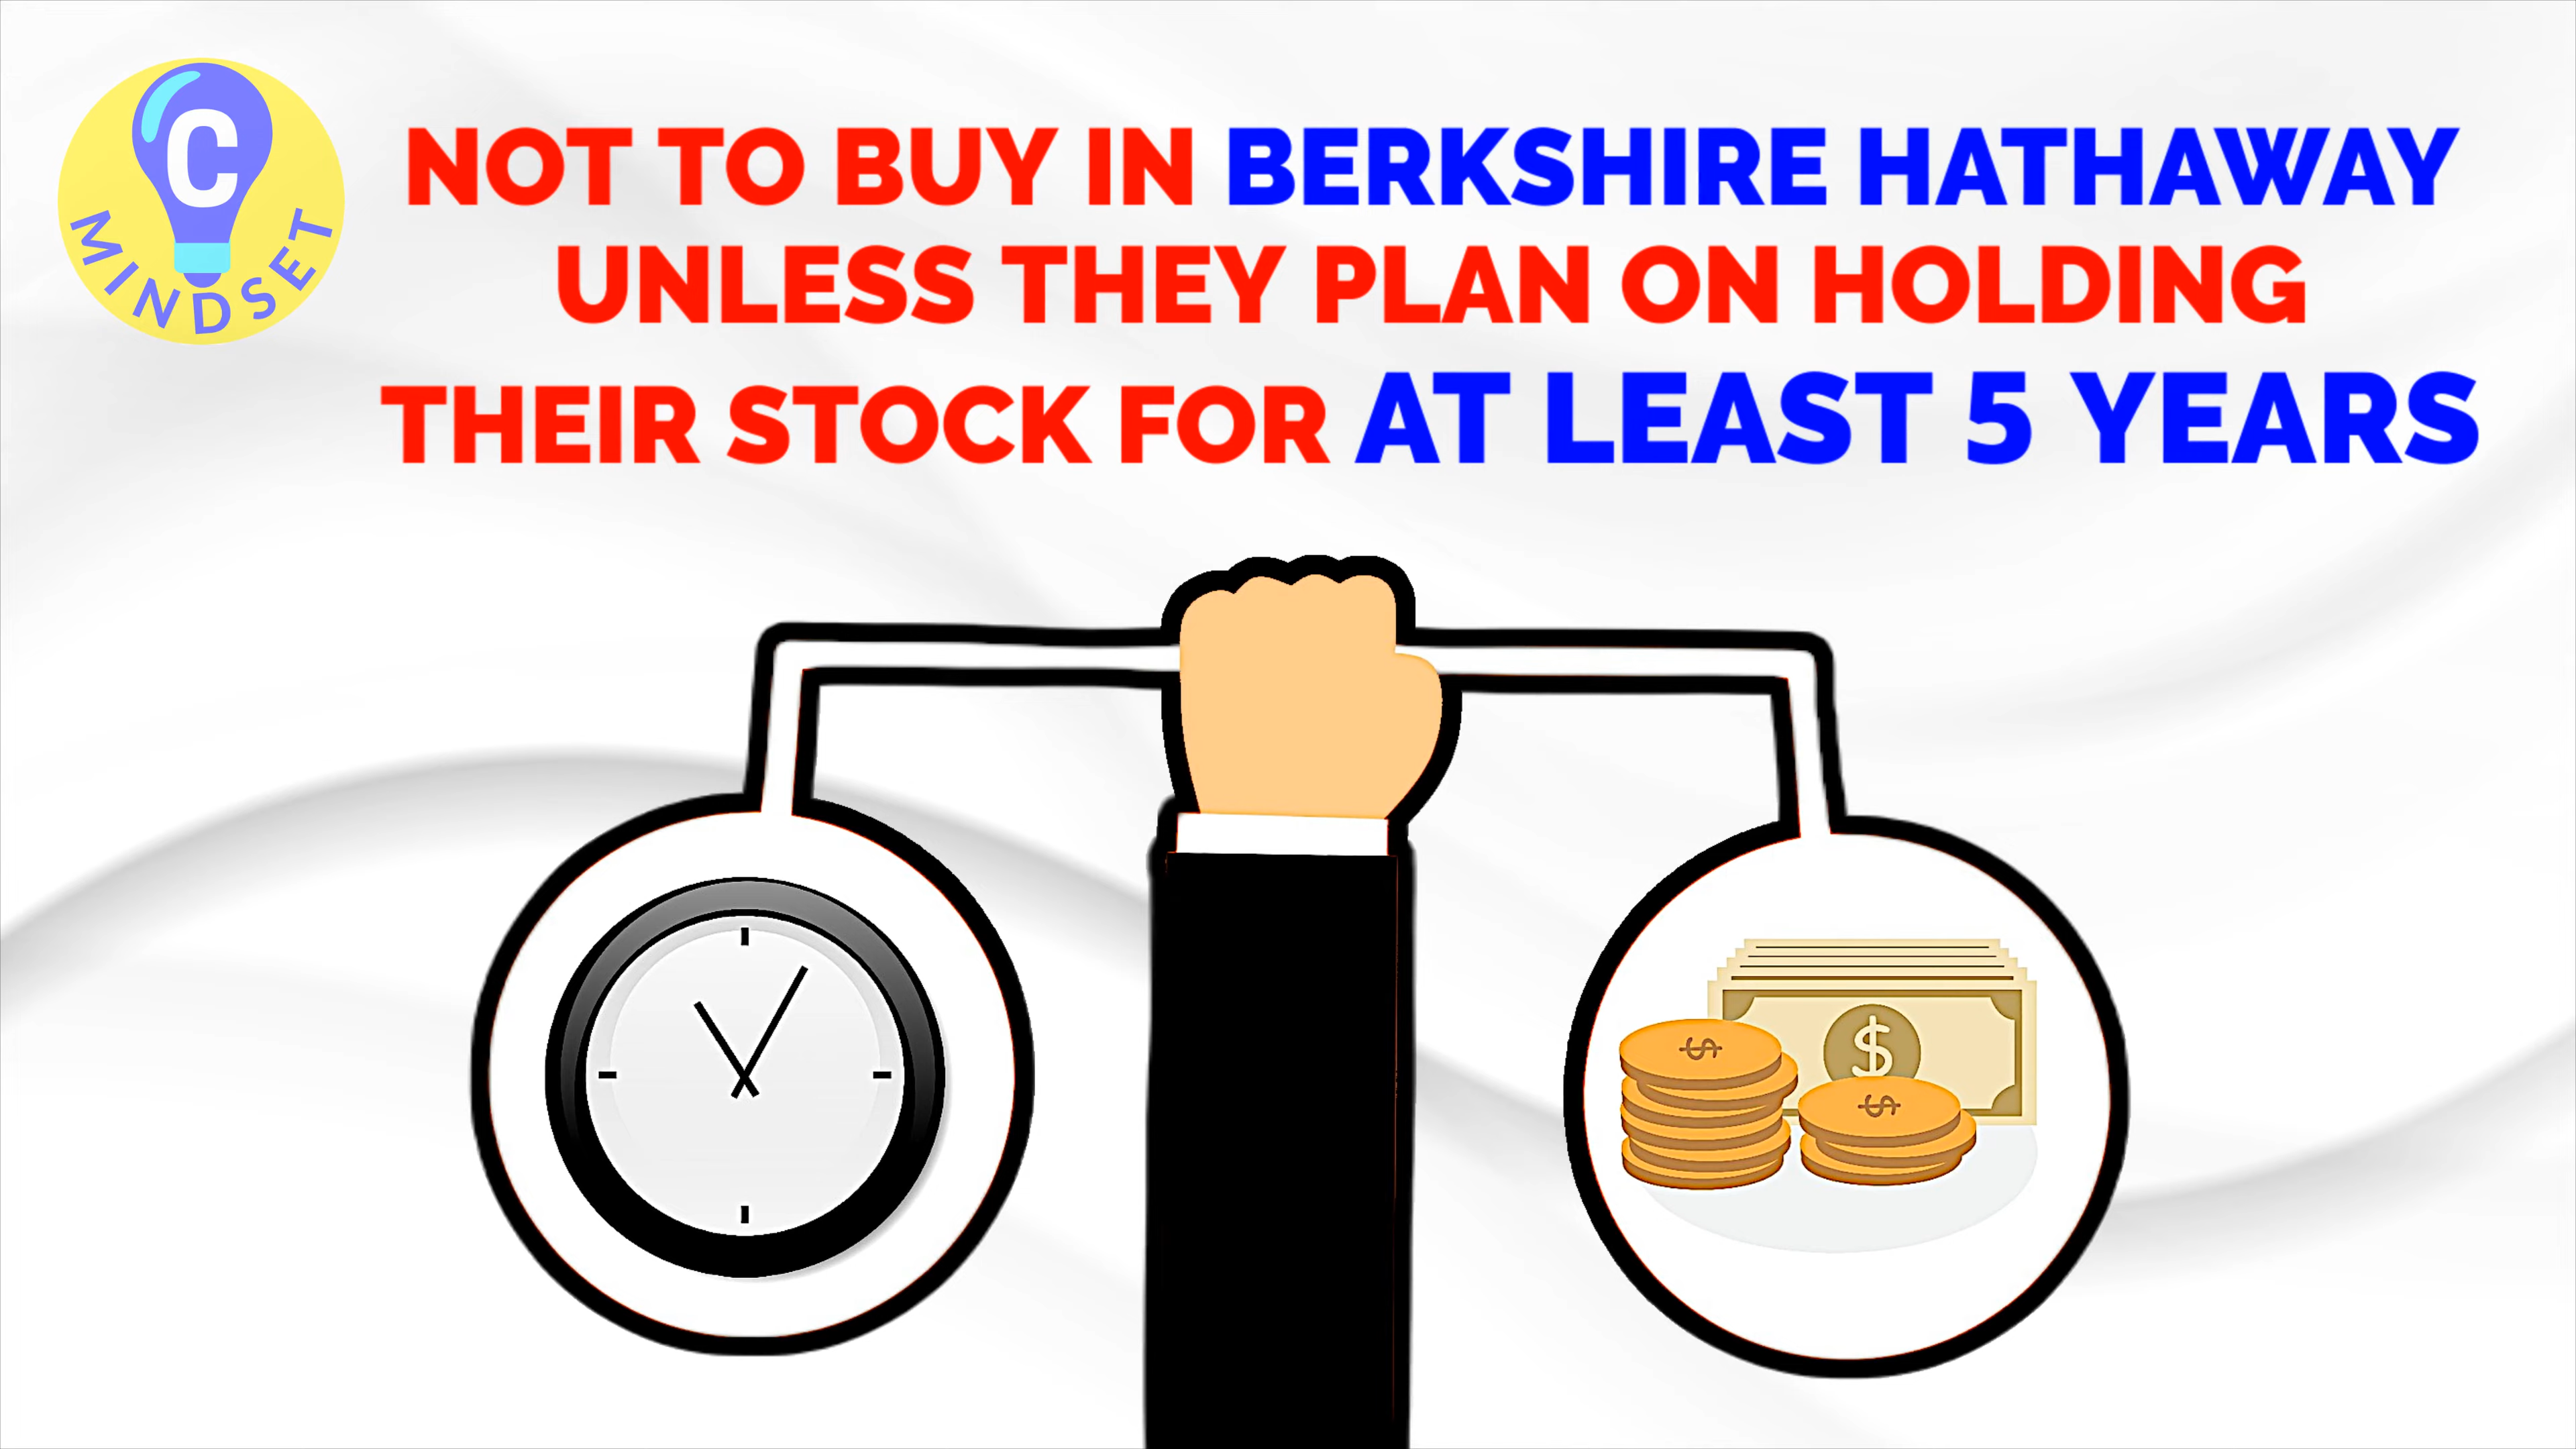 C
MINDSET
NOT TO BUY IN BERKSHIRE HATHAWAY
UNLESS THEY PLAN ON HOLDING
THEIR STOCK FOR AT LEAST 5 YEARS
$
$
$